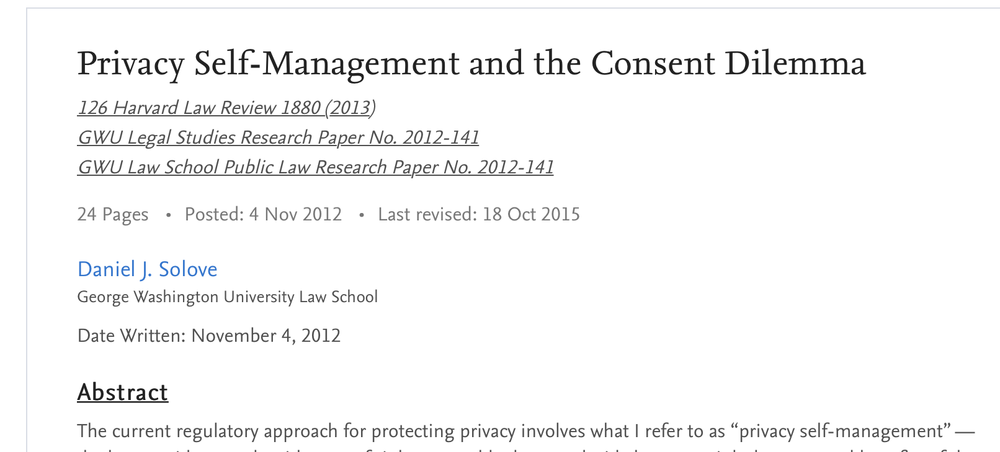 Privacy Self-Management and the Consent Dilemma
126 Harvard Law Review 1880 (2013)
GWU Legal Studies Research Paper No. 2012-141
GWU Law School Public Law Research Paper No. 2012-141
24 Pages • Posted: 4 Nov 2012 • Last revised: 18 Oct 2015
Daniel J. Solove
George Washington University Law School
Date Written: November 4, 2012
Abstract
The current regulatory approach for protecting privacy involves what I refer to as “privacy self-management” —